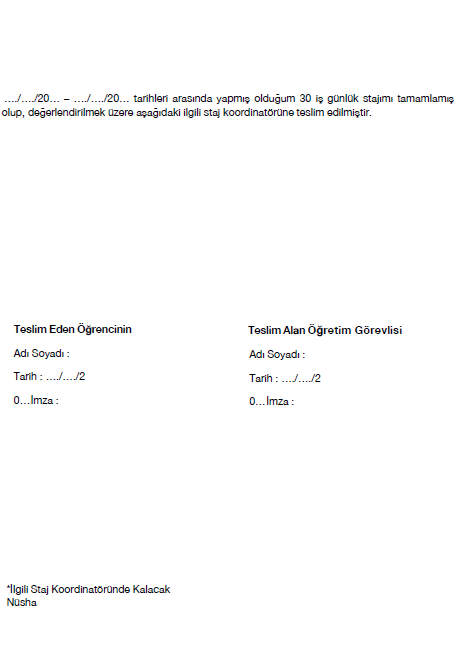 …./…./20… – …./…./20… tarihleri arasında yapmış olduğum 30 iş günlük stajımı tamamlamış
olup, değerlendirilmek üzere aşağıdaki ilgili staj koordinatörüne teslim edilmiştir.
Teslim Eden Öğrencinin
Adı Soyadı :
Tarih : …./…./2
0…İmza :
Teslim Alan Öğretim Görevlisi
Adı Soyadı :
Tarih : …./…./2
0…İmza :
*İlgili Staj Koordinatöründe Kalacak
Nüsha